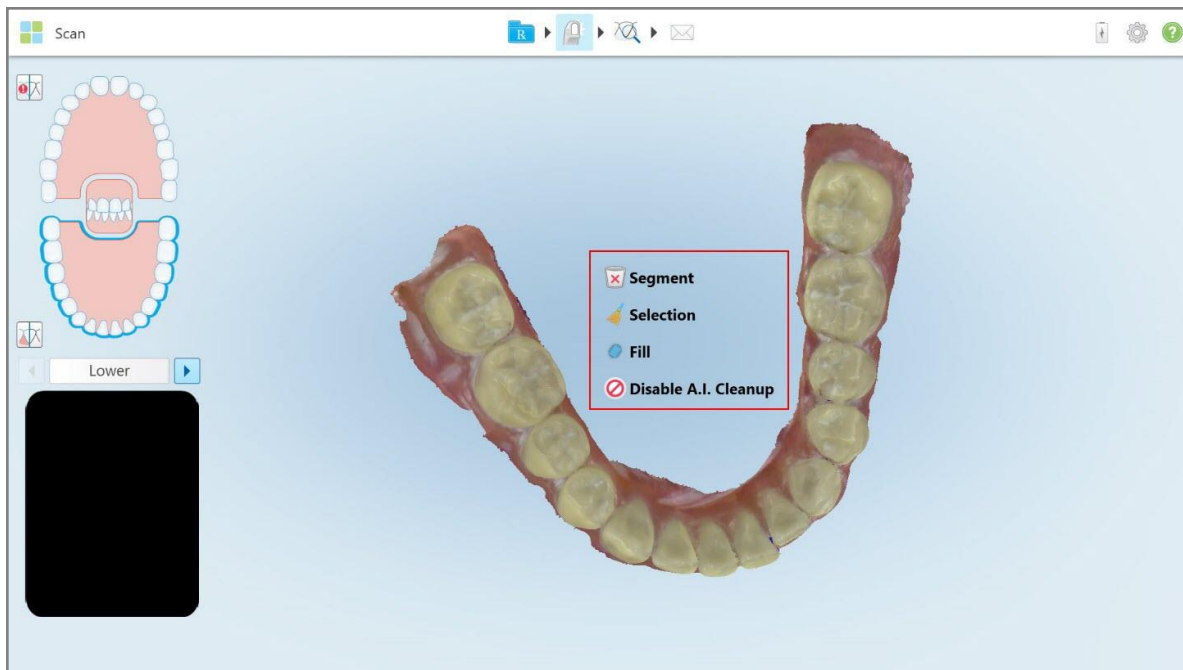 Scan
R
?
Segment
Selection
Fill
Disable A.I. Cleanup
Lower